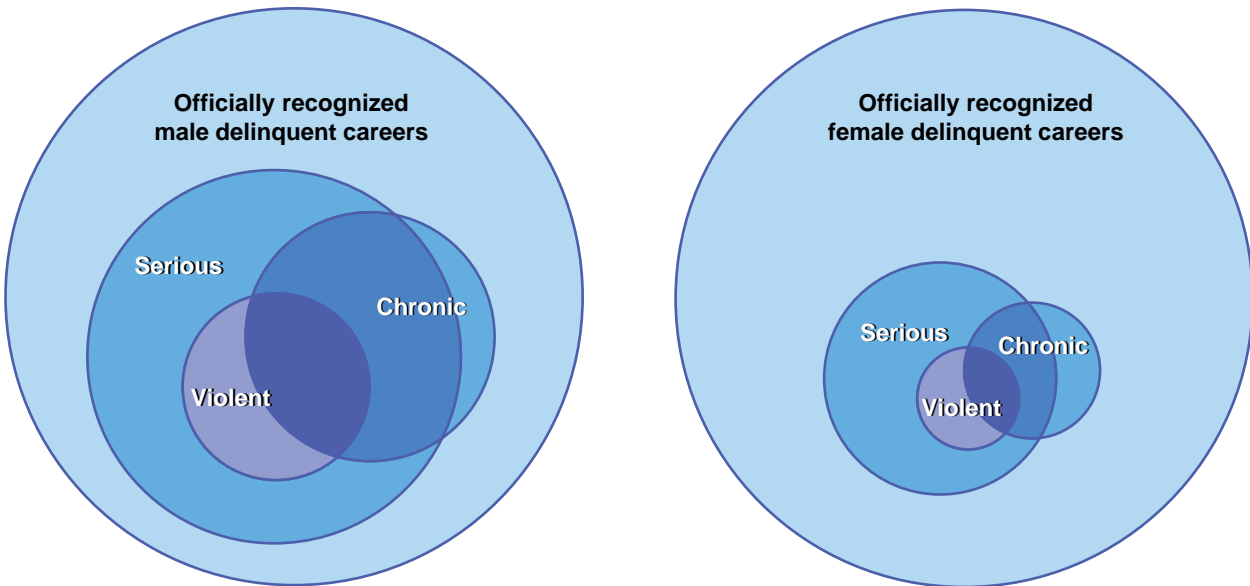 Officially recognized
male delinquent careers
Serious
Chronic
Violent
Officially recognized
female delinquent careers
Serious
Chronic
Violent